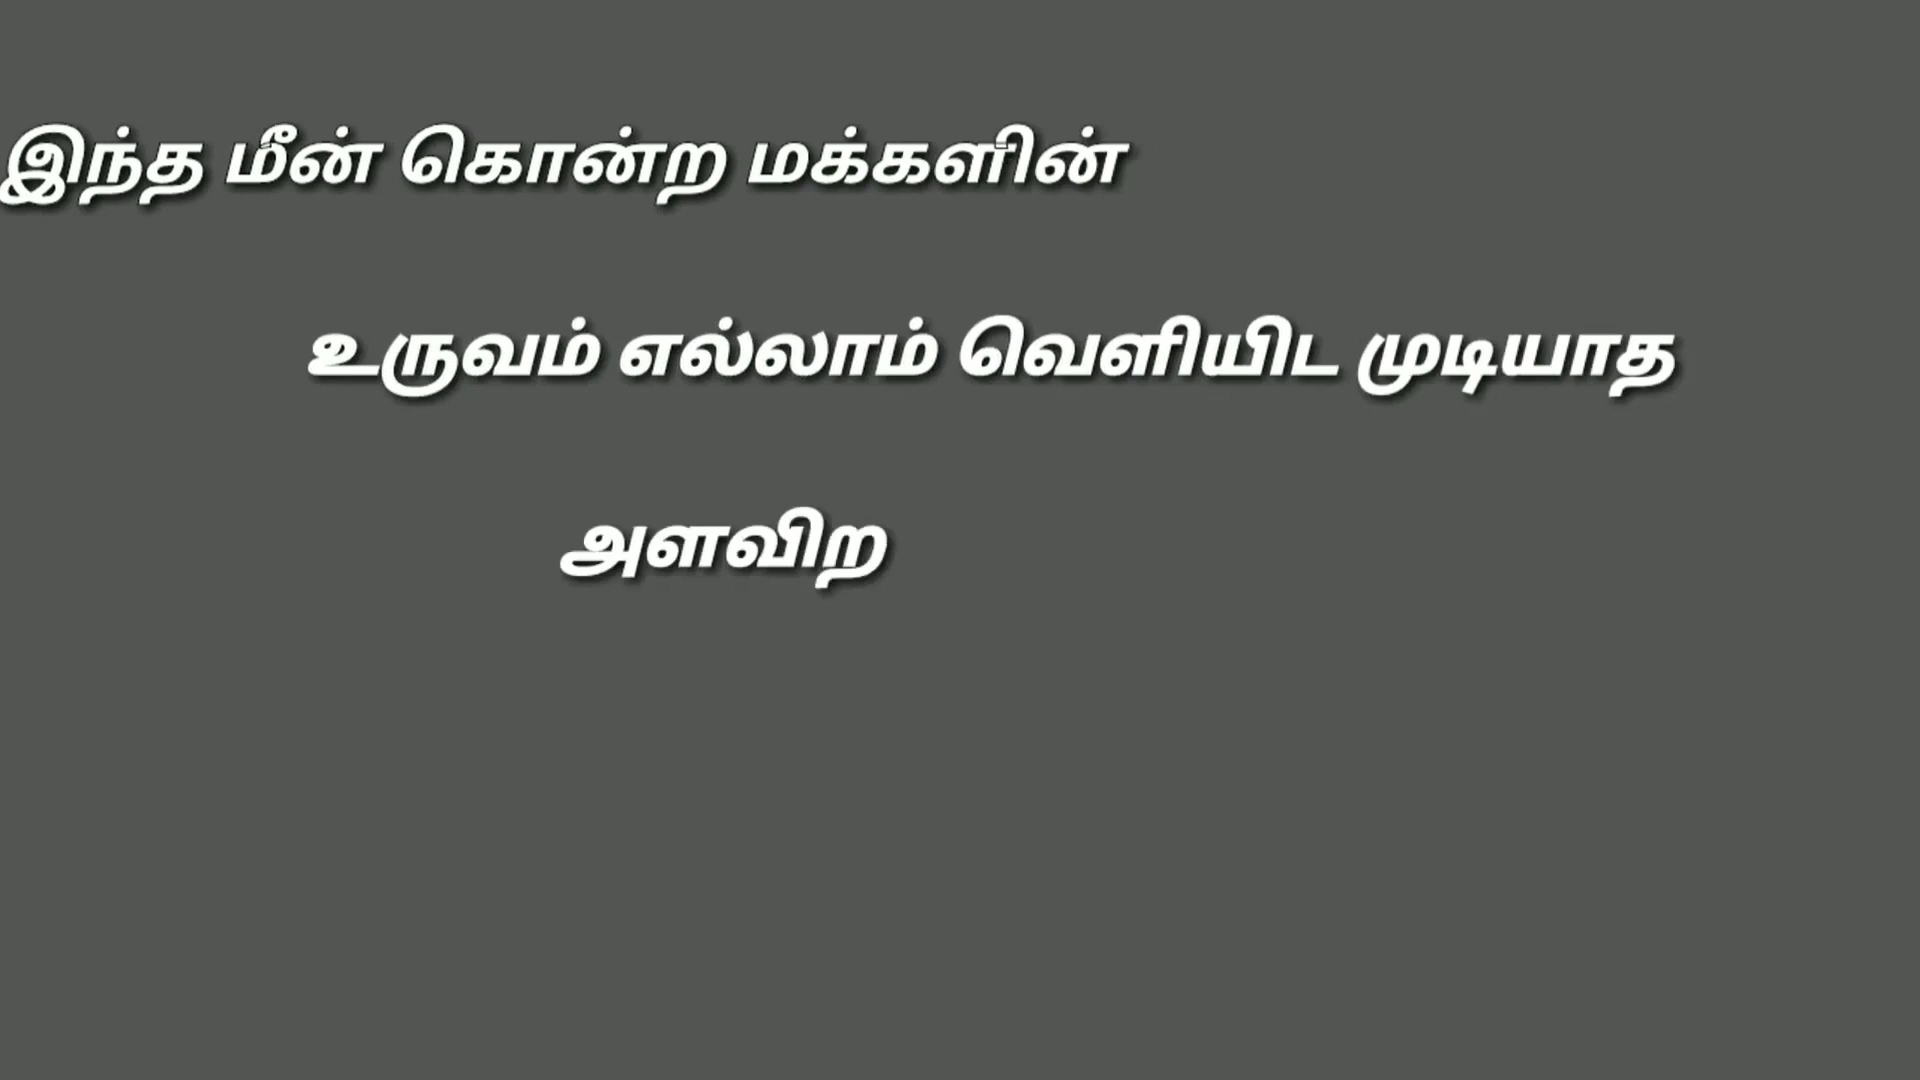 இந்த மீன் கொன்ற மக்களின்
உருவம் எல்லாம் வெளியிட முடியாத
அளவிற